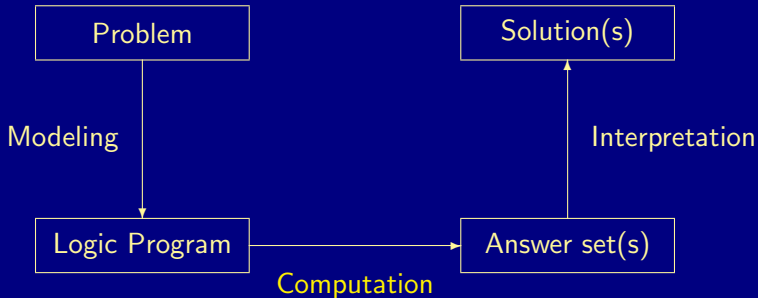 Problem
Solution(s)
Modeling
Interpretation
Logic Program
Answer set(s)
Computation